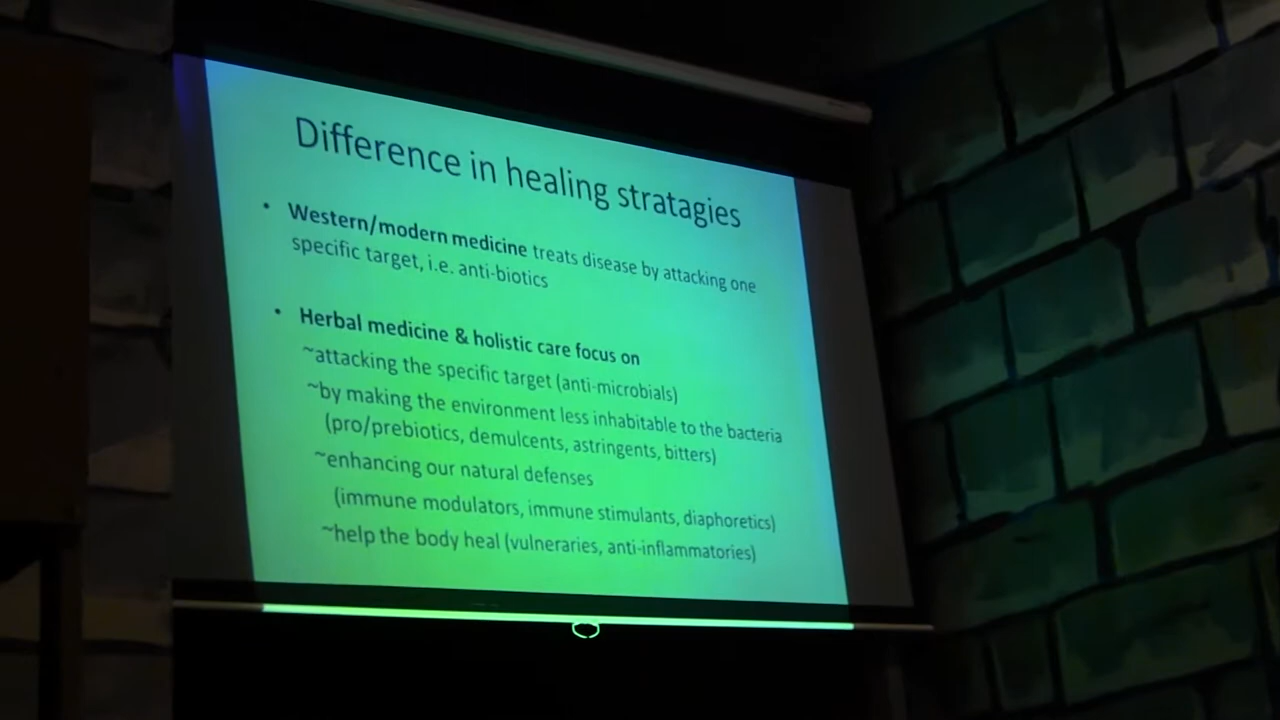 Difference in healing stratagies
• Western/modern medicine treats disease by attacking one
specific target, i.e. anti-biotics
• Herbal medicine & holistic care focus on
~attacking the specific target (anti-microbials)
~by making the environment less inhabitable to the bacteria
(pro/prebiotics, demulcents, astringents, bitters)
~enhancing our natural defenses
(immune modulators, immune stimulants, diaphoretics)
~help the body heal (vulneraries, anti-inflammatories)